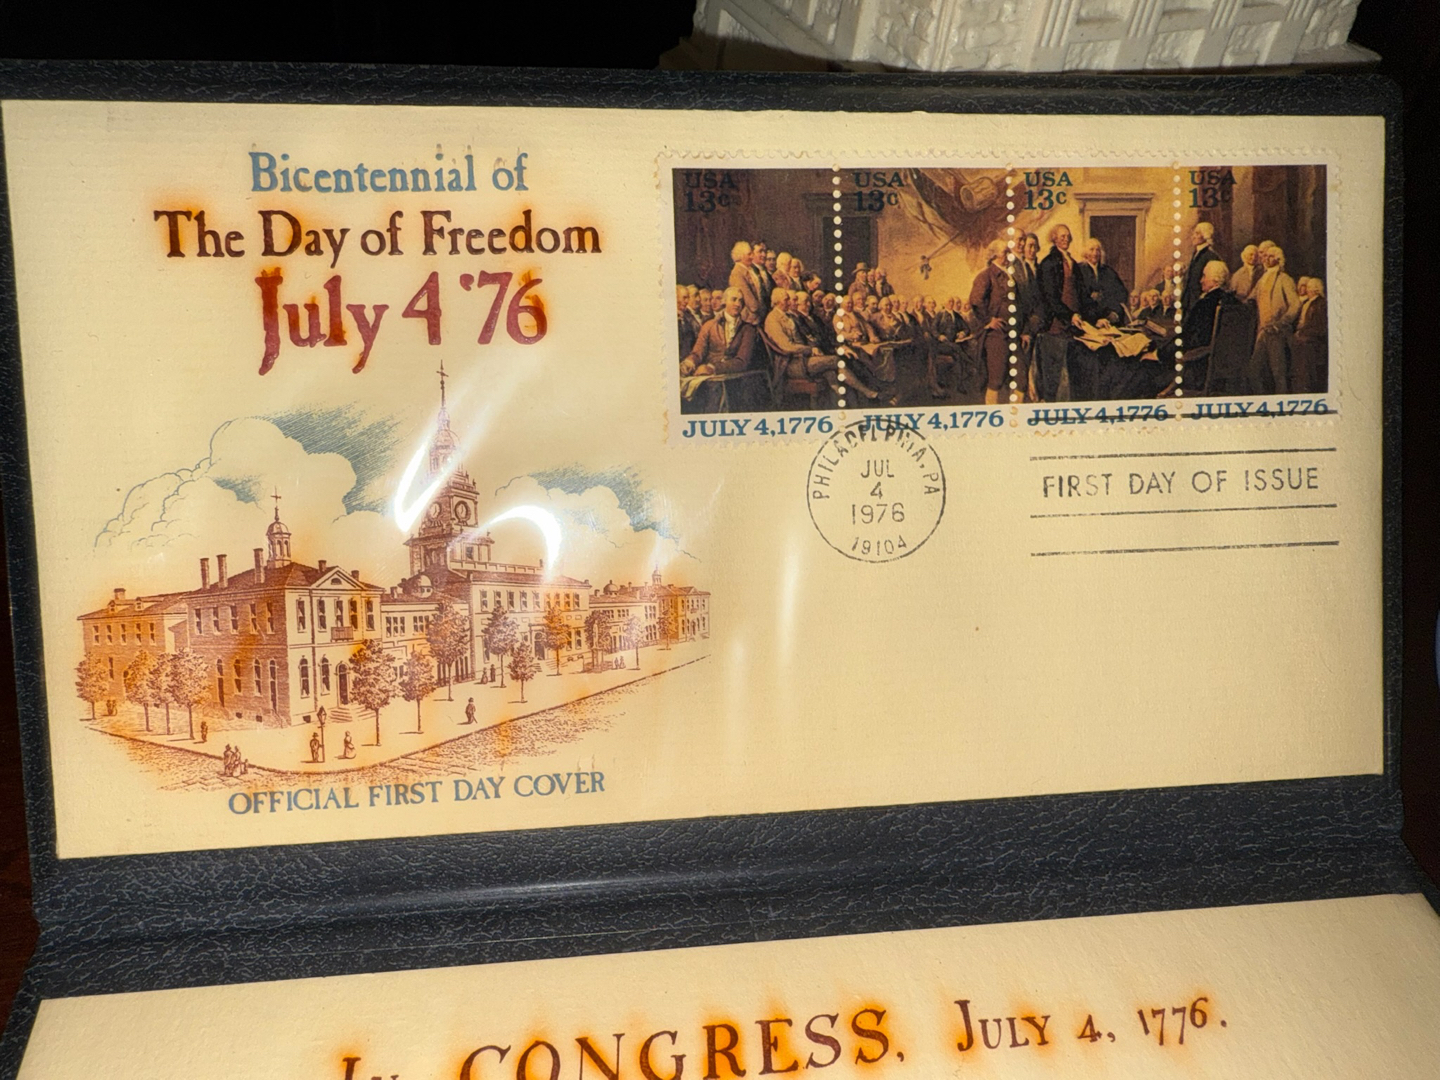 Bicentennial of
The Day of Freedom
July 4 '76
USA 13c
USA 13c
USA 13c
USA 13c
JULY 4, 1776
JULY 4, 1776
JULY 4, 1776
JULY 4, 1776
PHILADELPHIA, PA
JUL
4
1976
19104
FIRST DAY OF ISSUE
OFFICIAL FIRST DAY COVER
In CONGRESS, JULY 4, 1776.